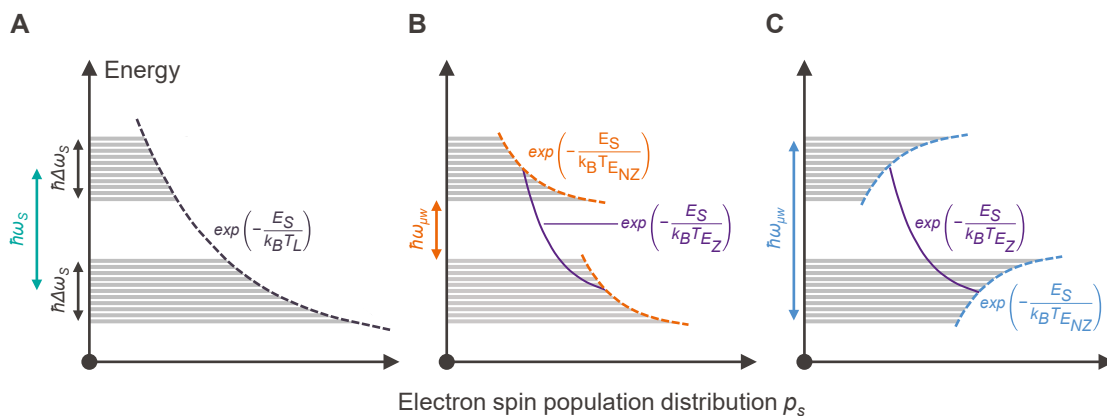 A
B
C
Energy
ħΔω_S
ħω_S
ħΔω_S
exp(-E_S/k_BT_L)
ħω_μw
exp(-E_S/k_BT_E_NZ)
exp(-E_S/k_BT_E_Z)
ħω_μw
exp(-E_S/k_BT_E_Z)
exp(-E_S/k_BT_E_NZ)
Electron spin population distribution p_s